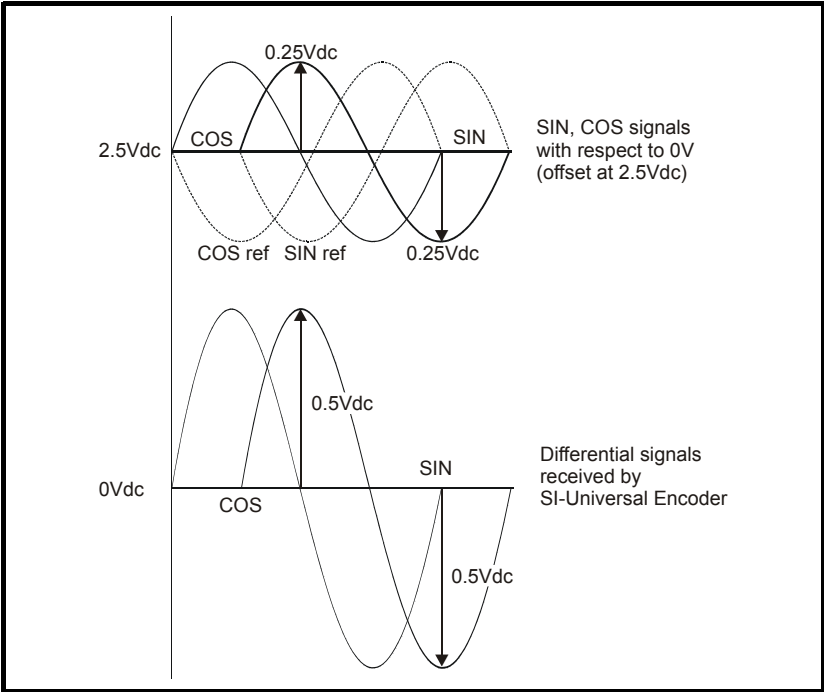 0.25Vdc
COS
SIN
2.5Vdc
SIN, COS signals
with respect to 0V
(offset at 2.5Vdc)
COS ref
SIN ref
0.25Vdc
0.5Vdc
SIN
0Vdc
COS
Differential signals
received by
SI-Universal Encoder
0.5Vdc